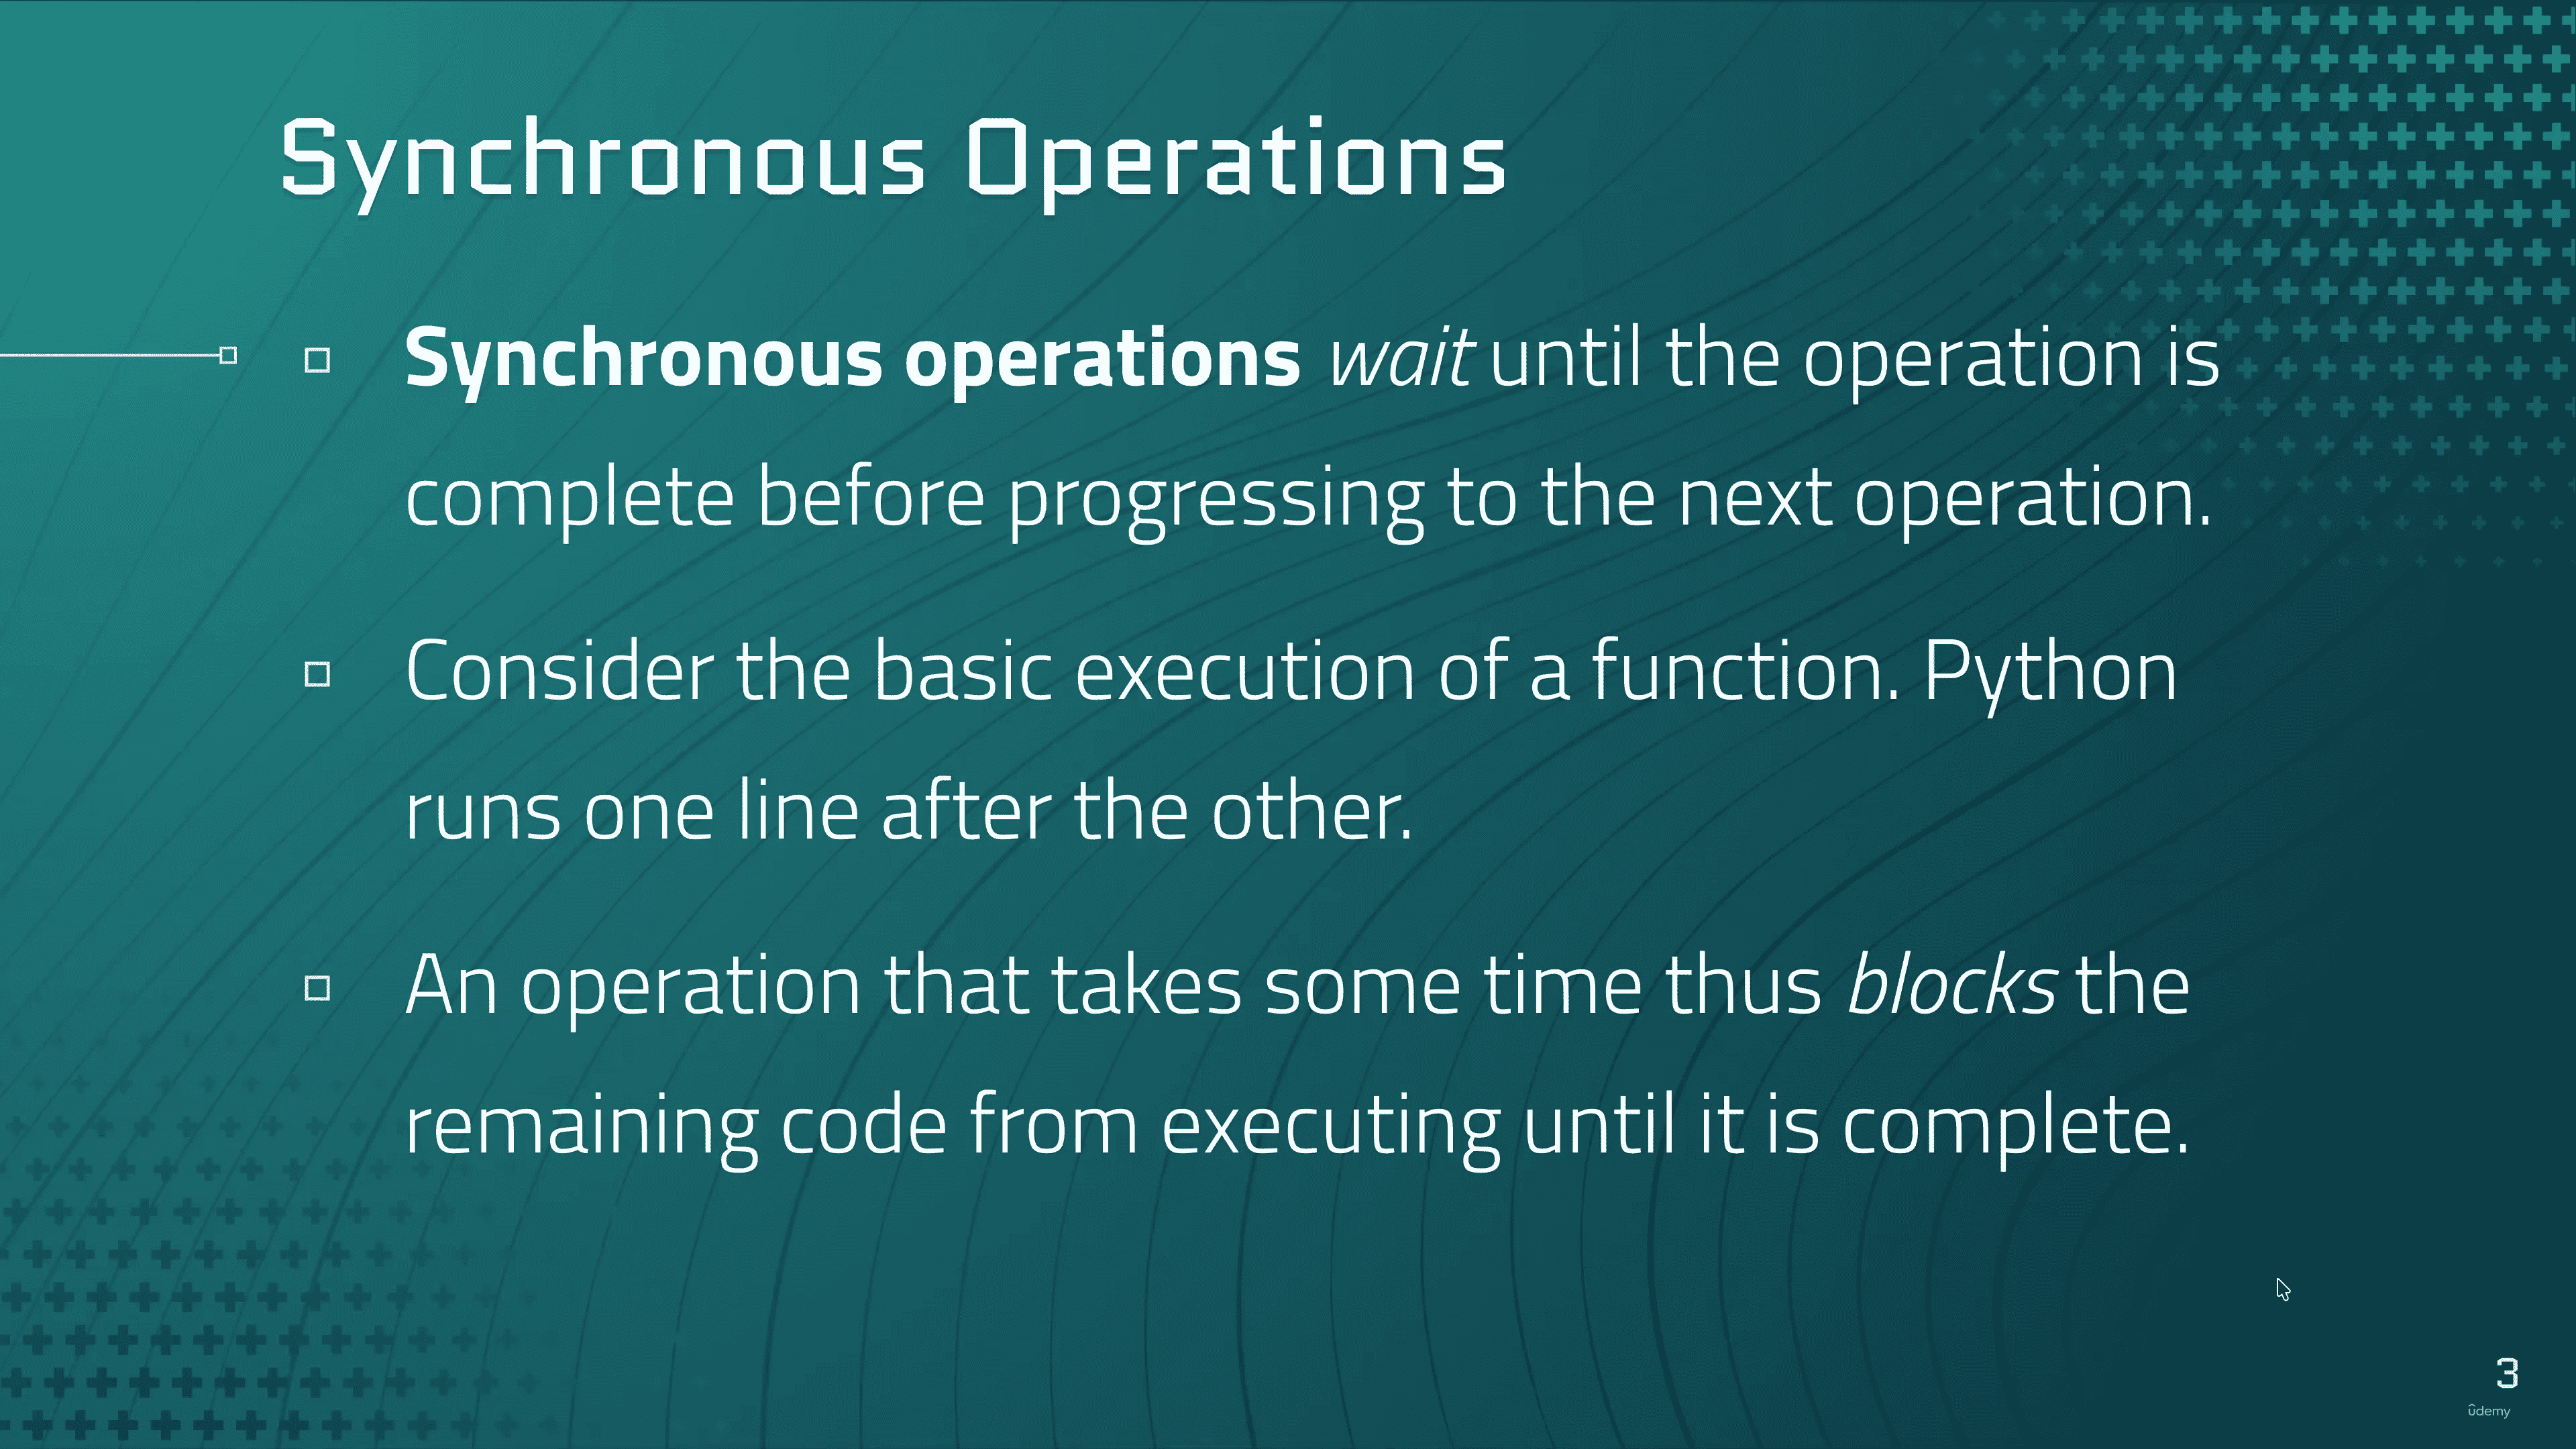 Synchronous Operations
Synchronous operations wait until the operation is
complete before progressing to the next operation.
Consider the basic execution of a function. Python
runs one line after the other.
An operation that takes some time thus blocks the
remaining code from executing until it is complete.
3
ûdemy